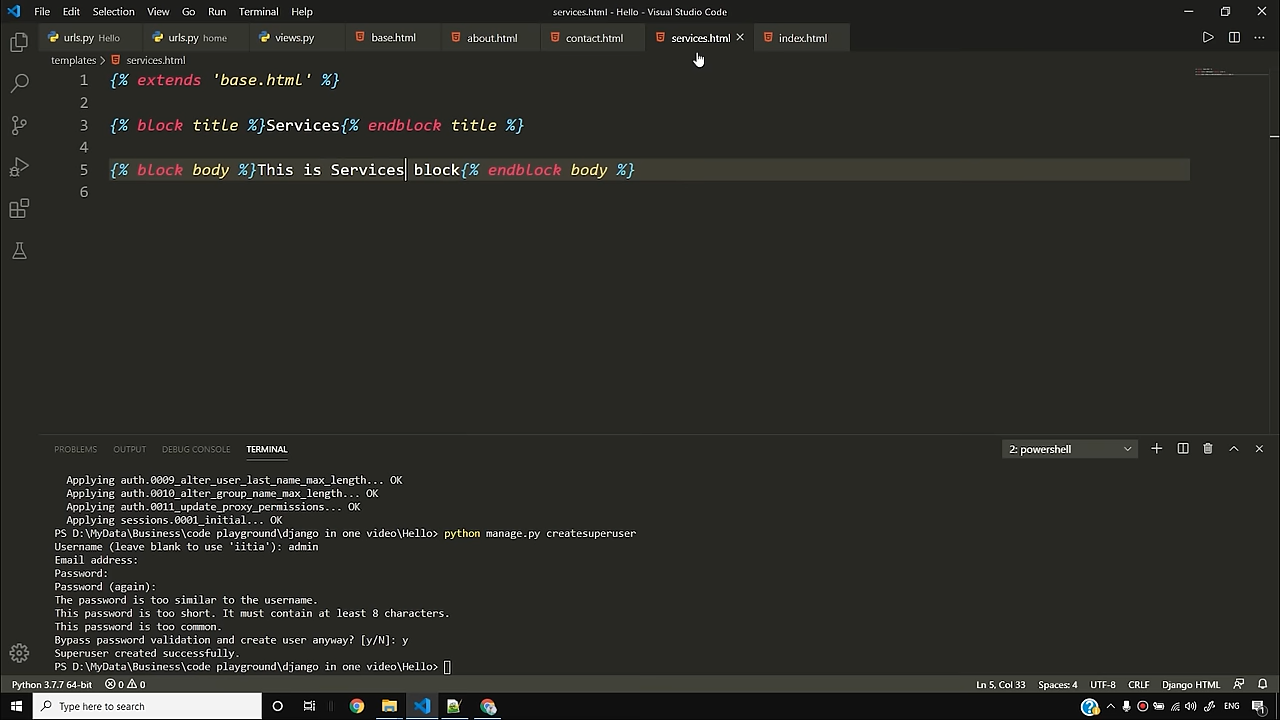 File Edit Selection View Go Run Terminal Help
services.html - Hello - Visual Studio Code
urls.py Hello urls.py home views.py base.html about.html contact.html services.html index.html
templates > services.html
1 {% extends 'base.html' %}
2
3 {% block title %}Services{% endblock title %}
4
5 {% block body %}This is Services block{% endblock body %}
6
PROBLEMS OUTPUT DEBUG CONSOLE TERMINAL
2: powershell
Applying auth.0009_alter_user_last_name_max_length... OK
Applying auth.0010_alter_group_name_max_length... OK
Applying auth.0011_update_proxy_permissions... OK
Applying sessions.0001_initial... OK
PS D:\MyData\Business\code playground\django in one video\Hello> python manage.py createsuperuser
Username (leave blank to use 'iitia'): admin
Email address:
Password:
Password (again):
The password is too similar to the username.
This password is too short. It must contain at least 8 characters.
This password is too common.
Bypass password validation and create user anyway? [y/N]: y
Superuser created successfully.
PS D:\MyData\Business\code playground\django in one video\Hello>
Python 3.7.7 64-bit 0 0 Ln 5, Col 33 Spaces: 4 UTF-8 CRLF Django HTML
Type here to search
ENG